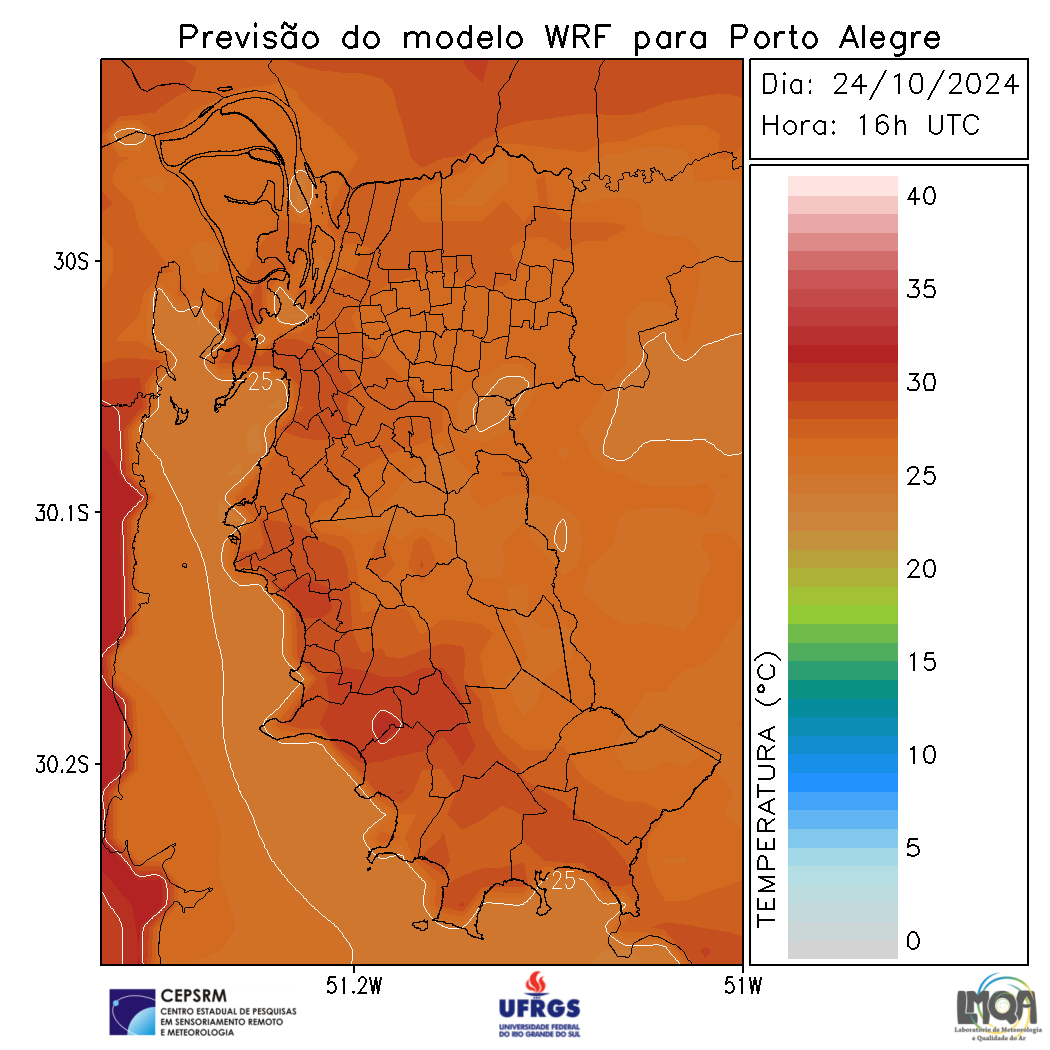 Previsão do modelo WRF para Porto Alegre
Dia: 24/10/2024
Hora: 16h UTC
40
35
30
25
20
15
10
5
0
TEMPERATURA (°C)
30S
30.1S
30.2S
25
25
51.2W
51W
CEPSRM
CENTRO ESTADUAL DE PESQUISAS
EM SENSORIAMENTO REMOTO
E METEOROLOGIA
UFRGS
UNIVERSIDADE FEDERAL
DO RIO GRANDE DO SUL
LMQA
Laboratório de Meteorologia
e Qualidade do Ar